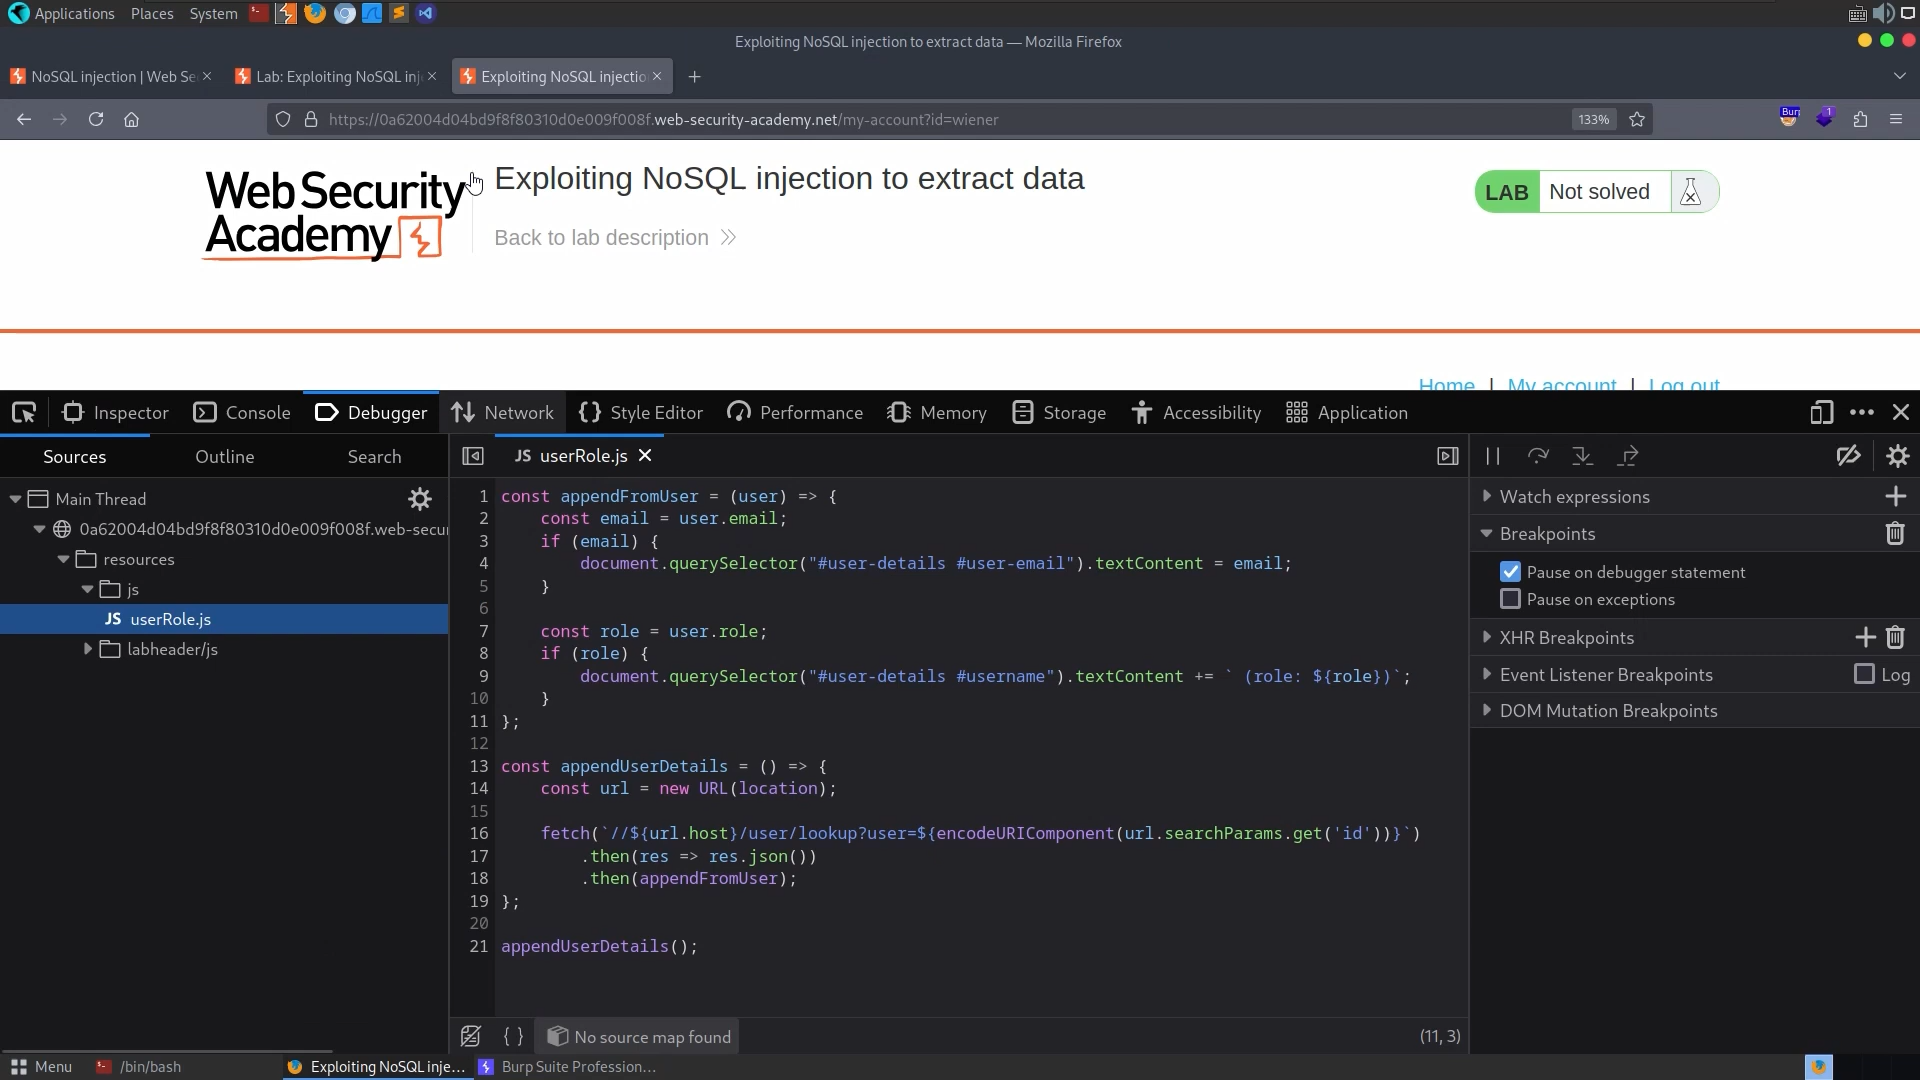 Applications Places System
Exploiting NoSQL injection to extract data — Mozilla Firefox
NoSQL injection | Web Se
Lab: Exploiting NoSQL inj
Exploiting NoSQL injectio
https://0a62004d04bd9f8f80310d0e009f008f.web-security-academy.net/my-account?id=wiener
133%
Burp
1
WebSecurity
Academy
Exploiting NoSQL injection to extract data
Back to lab description
LAB Not solved
Home | My account | Log out
Inspector Console Debugger Network Style Editor Performance Memory Storage Accessibility Application
Sources Outline Search
JS userRole.js
Main Thread
0a62004d04bd9f8f80310d0e009f008f.web-secu
resources
js
JS userRole.js
labheader/js
1 const appendFromUser = (user) => {
2 const email = user.email;
3 if (email) {
4 document.querySelector("#user-details #user-email").textContent = email;
5 }
6
7 const role = user.role;
8 if (role) {
9 document.querySelector("#user-details #username").textContent += ` (role: ${role})`;
10 }
11 };
12
13 const appendUserDetails = () => {
14 const url = new URL(location);
15
16 fetch(`//${url.host}/user/lookup?user=${encodeURIComponent(url.searchParams.get('id'))}`)
17 .then(res => res.json())
18 .then(appendFromUser);
19 };
20
21 appendUserDetails();
Watch expressions
Breakpoints
Pause on debugger statement
Pause on exceptions
XHR Breakpoints
Event Listener Breakpoints Log
DOM Mutation Breakpoints
{ } No source map found
(11, 3)
Menu /bin/bash Exploiting NoSQL inje... Burp Suite Profession...